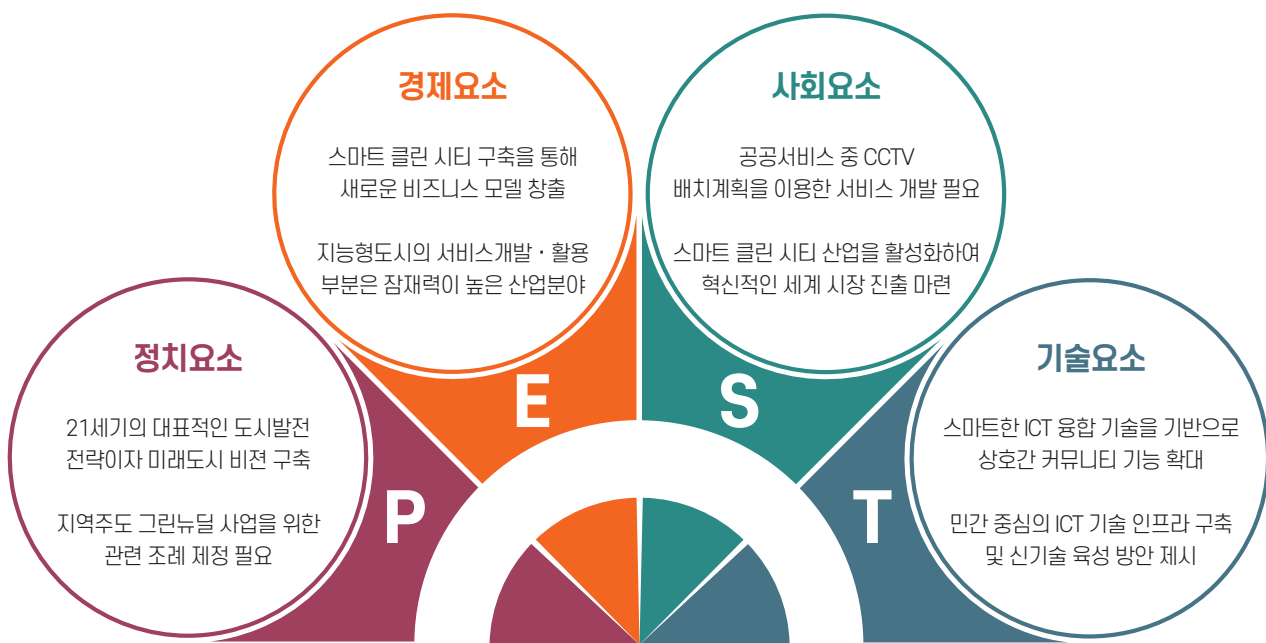 정치요소
21세기의 대표적인 도시발전
전략이자 미래도시 비젼 구축
지역주도 그린뉴딜 사업을 위한
관련 조례 제정 필요
P
경제요소
스마트 클린 시티 구축을 통해
새로운 비즈니스 모델 창출
지능형도시의 서비스개발・활용
부분은 잠재력이 높은 산업분야
E
사회요소
공공서비스 중 CCTV
배치계획을 이용한 서비스 개발 필요
스마트 클린 시티 산업을 활성화하여
혁신적인 세계 시장 진출 마련
S
기술요소
스마트한 ICT 융합 기술을 기반으로
상호간 커뮤니티 기능 확대
민간 중심의 ICT 기술 인프라 구축
및 신기술 육성 방안 제시
T